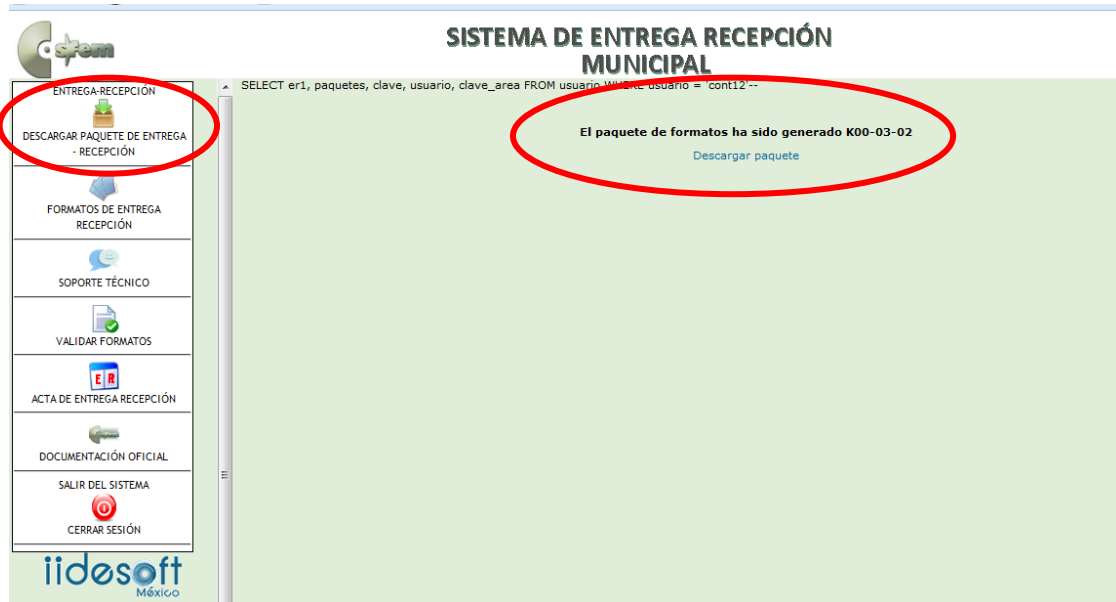 osfem
SISTEMA DE ENTREGA RECEPCIÓN
MUNICIPAL
SELECT er1, paquetes, clave, usuario, clave_area FROM usuario WHERE usuario = 'cont12'--
El paquete de formatos ha sido generado K00-03-02
Descargar paquete
ENTREGA-RECEPCIÓN
DESCARGAR PAQUETE DE ENTREGA
- RECEPCIÓN
FORMATOS DE ENTREGA
RECEPCIÓN
SOPORTE TÉCNICO
VALIDAR FORMATOS
E R
ACTA DE ENTREGA RECEPCIÓN
DOCUMENTACIÓN OFICIAL
SALIR DEL SISTEMA
CERRAR SESIÓN
iidesoft
México